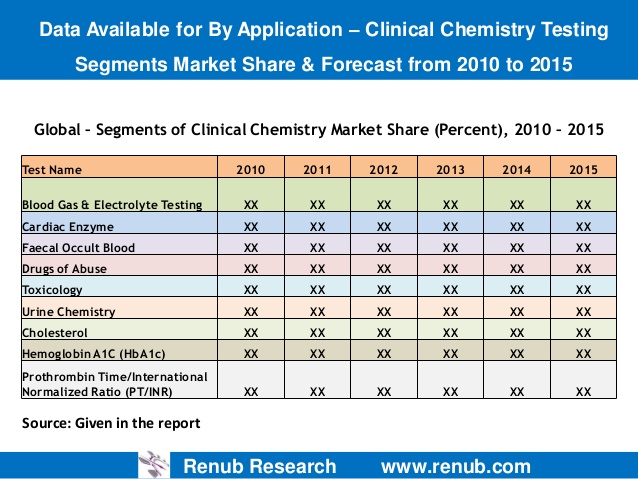 Data Available for By Application – Clinical Chemistry Testing
Segments Market Share & Forecast from 2010 to 2015
Global – Segments of Clinical Chemistry Market Share (Percent), 2010 – 2015
Test Name 2010 2011 2012 2013 2014 2015
Blood Gas & Electrolyte Testing XX XX XX XX XX XX
Cardiac Enzyme XX XX XX XX XX XX
Faecal Occult Blood XX XX XX XX XX XX
Drugs of Abuse XX XX XX XX XX XX
Toxicology XX XX XX XX XX XX
Urine Chemistry XX XX XX XX XX XX
Cholesterol XX XX XX XX XX XX
Hemoglobin A1C (HbA1c) XX XX XX XX XX XX
Prothrombin Time/International
Normalized Ratio (PT/INR) XX XX XX XX XX XX
Source: Given in the report
Renub Research www.renub.com